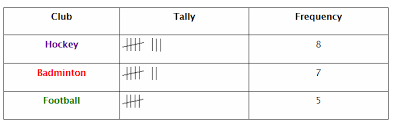 Club Tally Frequency
Hockey 8
Badminton 7
Football 5